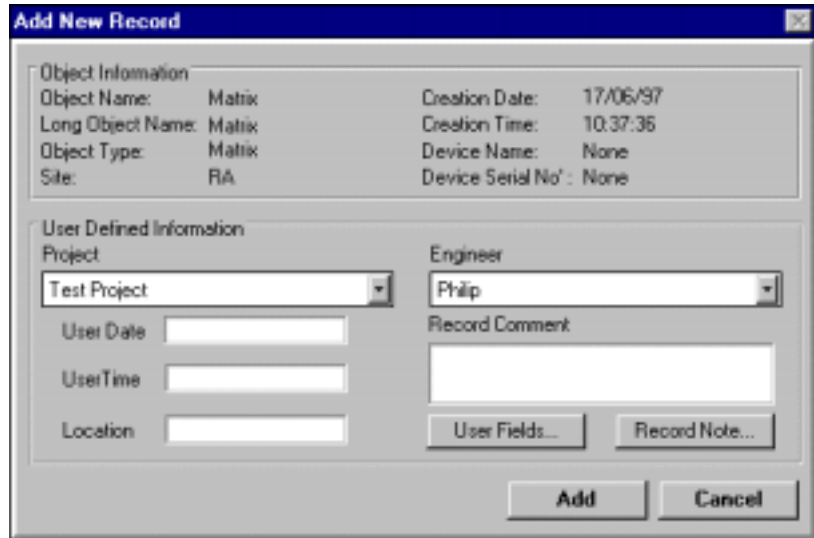 Add New Record
Object Information
Object Name: Matrix Creation Date: 17/06/97
Long Object Name: Matrix Creation Time: 10:37:36
Object Type: Matrix Device Name: None
Site: RA Device Serial No' : None
User Defined Information
Project Engineer
Test Project Philip
User Date Record Comment
UserTime
Location User Fields... Record Note...
Add Cancel